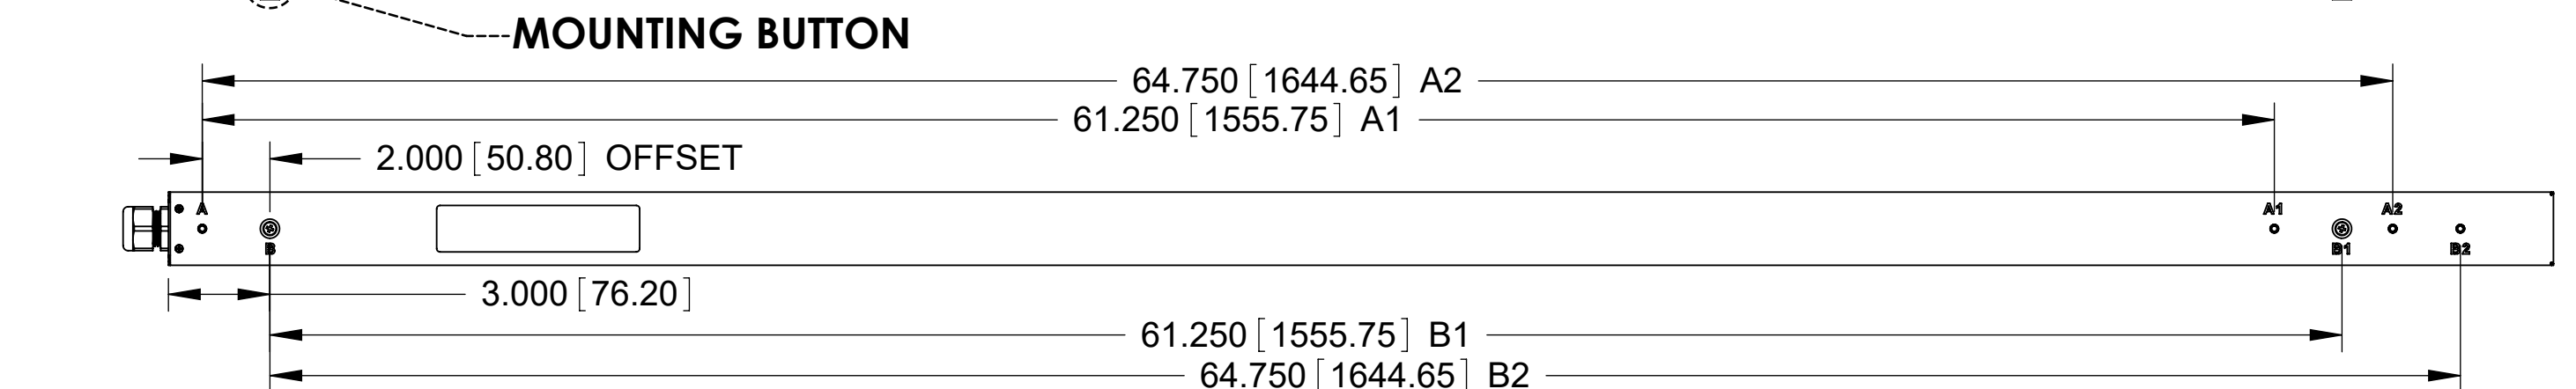 MOUNTING BUTTON
64.750 [1644.65] A2
61.250 [1555.75] A1
2.000 [50.80] OFFSET
A
A1
A2
B
B1
B2
3.000 [76.20]
61.250 [1555.75] B1
64.750 [1644.65] B2